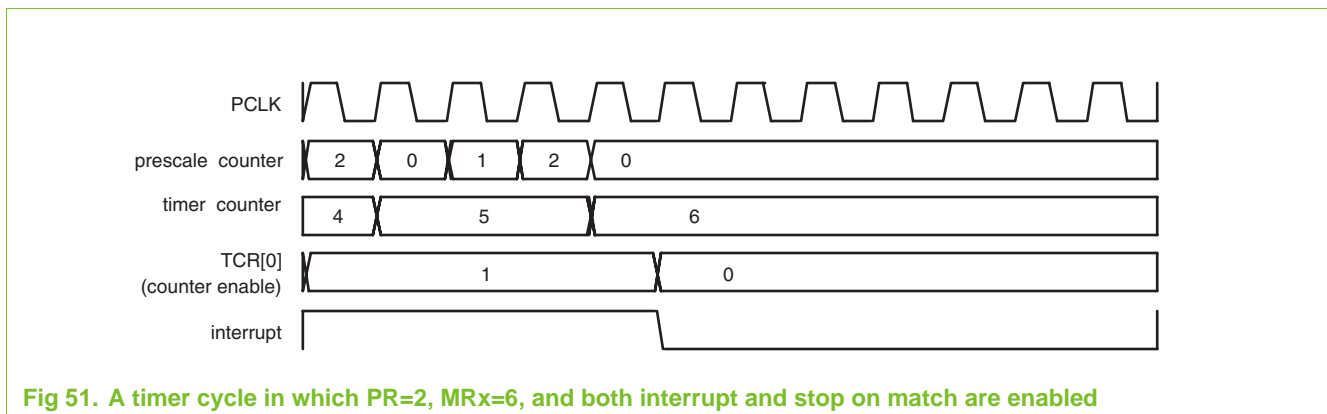 PCLK
prescale counter
2 0 1 2 0
timer counter
4 5 6
TCR[0]
(counter enable)
1 0
interrupt
Fig 51. A timer cycle in which PR=2, MRx=6, and both interrupt and stop on match are enabled